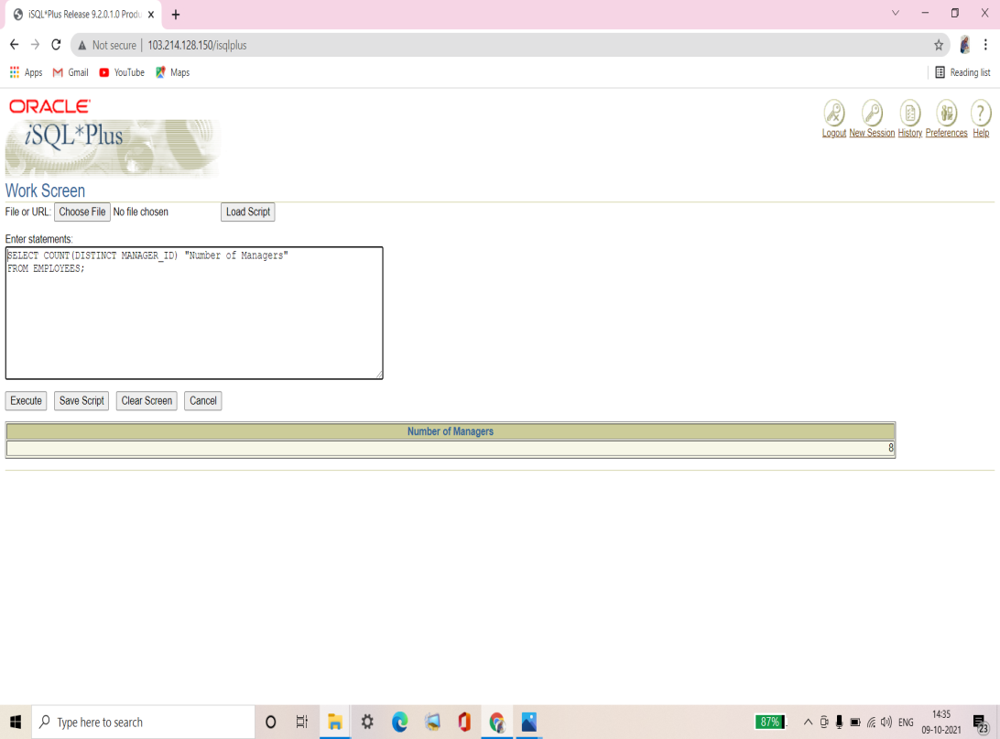 iSQL*Plus Release 9.2.0.1.0 Produ
Not secure | 103.214.128.150/isqlplus
Apps Gmail YouTube Maps Reading list
ORACLE
iSQL*Plus
Logout New Session History Preferences Help
Work Screen
File or URL: Choose File No file chosen Load Script
Enter statements:
SELECT COUNT(DISTINCT MANAGER_ID) "Number of Managers"
FROM EMPLOYEES;
Execute Save Script Clear Screen Cancel
Number of Managers
8
Type here to search
87% ENG
14:35
09-10-2021
23